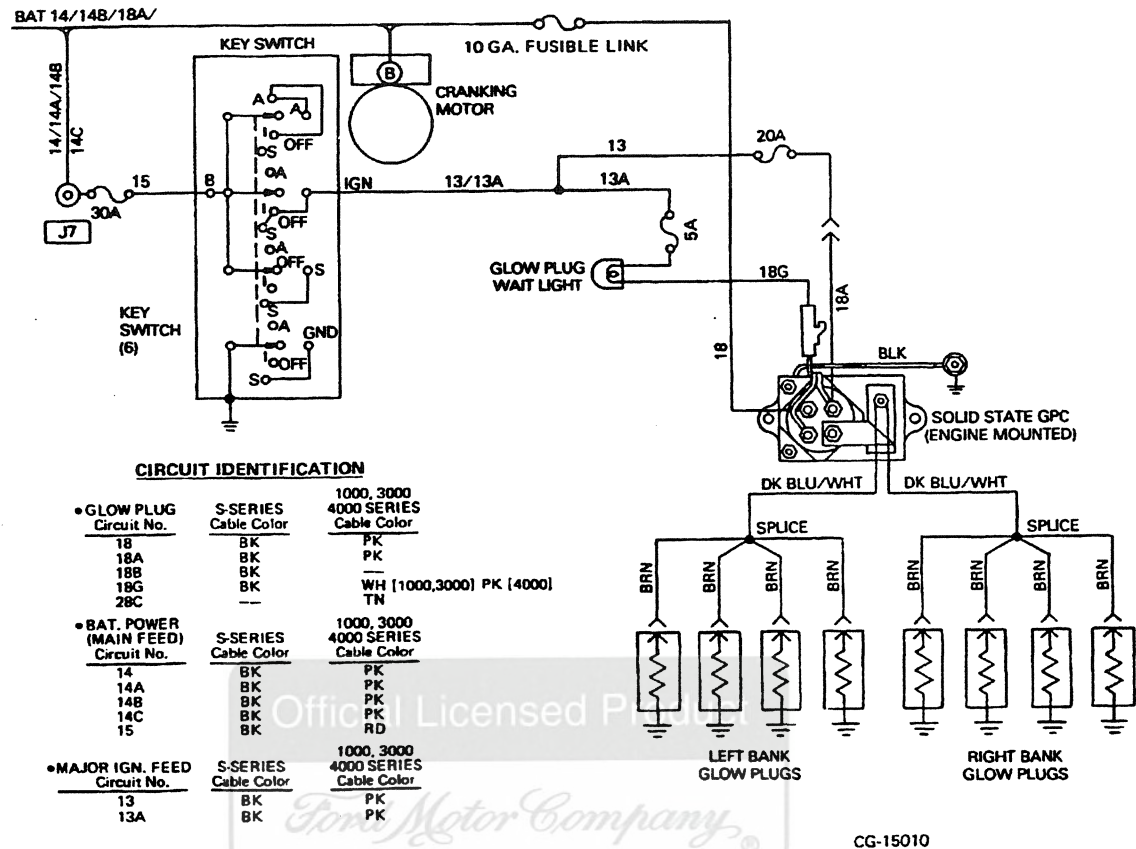 BAT 14/14B/18A/
KEY SWITCH
10 GA. FUSIBLE LINK
B
CRANKING
MOTOR
14/14A/14B
14C
A
A
I
OFF
S
A
20A
13
15
B
IGN
13/13A
13A
30A
J7
I
OFF
S
A
5A
OFF
S
GLOW PLUG
WAIT LIGHT
18G
I
S
18A
KEY
SWITCH
(6)
A
GND
18
I
OFF
S
BLK
SOLID STATE GPC
(ENGINE MOUNTED)
CIRCUIT IDENTIFICATION
1000, 3000
•GLOW PLUG S-SERIES 4000 SERIES
Circuit No. Cable Color Cable Color
18 BK PK
18A BK PK
18B BK —
18G BK WH [1000,3000] PK [4000]
28C — TN
•BAT. POWER 1000, 3000
(MAIN FEED) S-SERIES 4000 SERIES
Circuit No. Cable Color Cable Color
14 BK PK
14A BK PK
14B BK PK
14C BK PK
15 BK RD
1000, 3000
•MAJOR IGN. FEED S-SERIES 4000 SERIES
Circuit No. Cable Color Cable Color
13 BK PK
13A BK PK
DK BLU/WHT DK BLU/WHT
SPLICE SPLICE
BRN BRN BRN BRN BRN BRN BRN BRN
LEFT BANK
GLOW PLUGS
RIGHT BANK
GLOW PLUGS
Official Licensed Product
Ford Motor Company
®
CG-15010